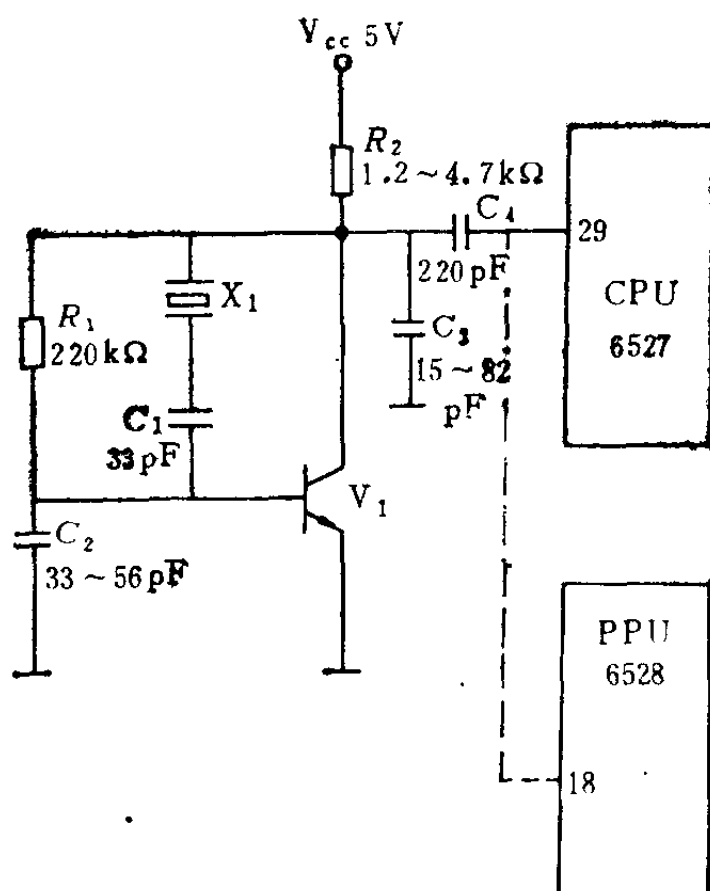 Vcc 5V
R2
1.2~4.7kΩ
C4
29
220pF
CPU
6527
X1
R1
220kΩ
C3
15~82
pF
C1
33pF
V1
C2
33~56pF
PPU
6528
18